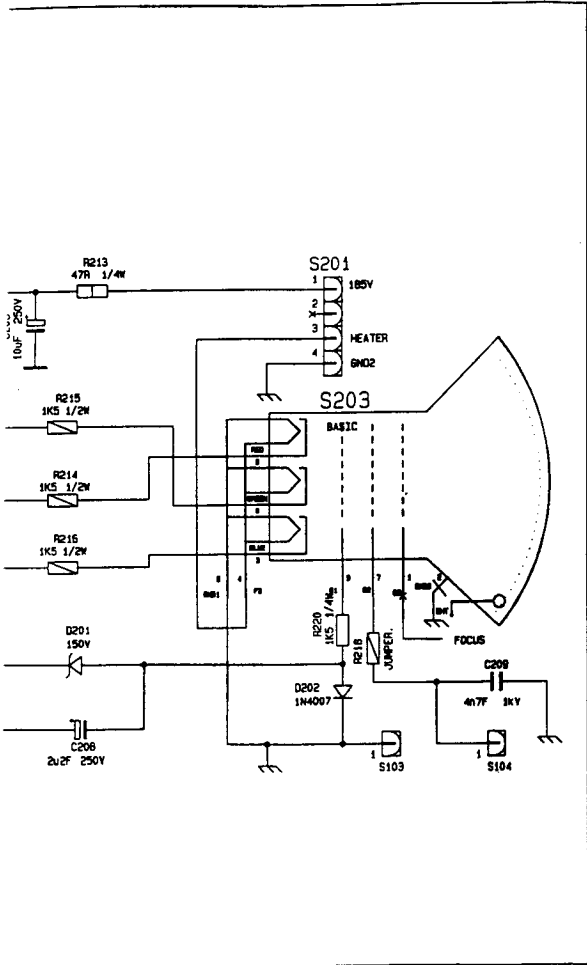 R213
47R 1/4W
S201
1
185V
2
3
HEATER
4
GND2
10uF 250V
R215
1K5 1/2W
S203
BASIC
RED
R214
1K5 1/2W
GREEN
R216
1K5 1/2W
BLUE
4
9
7
1
R220
1K5 1/4W
R218
JUMPER.
FOCUS
D201
150V
D202
1N4007
C209
4n7F 1KV
C208
2u2F 250V
1
S103
1
S104